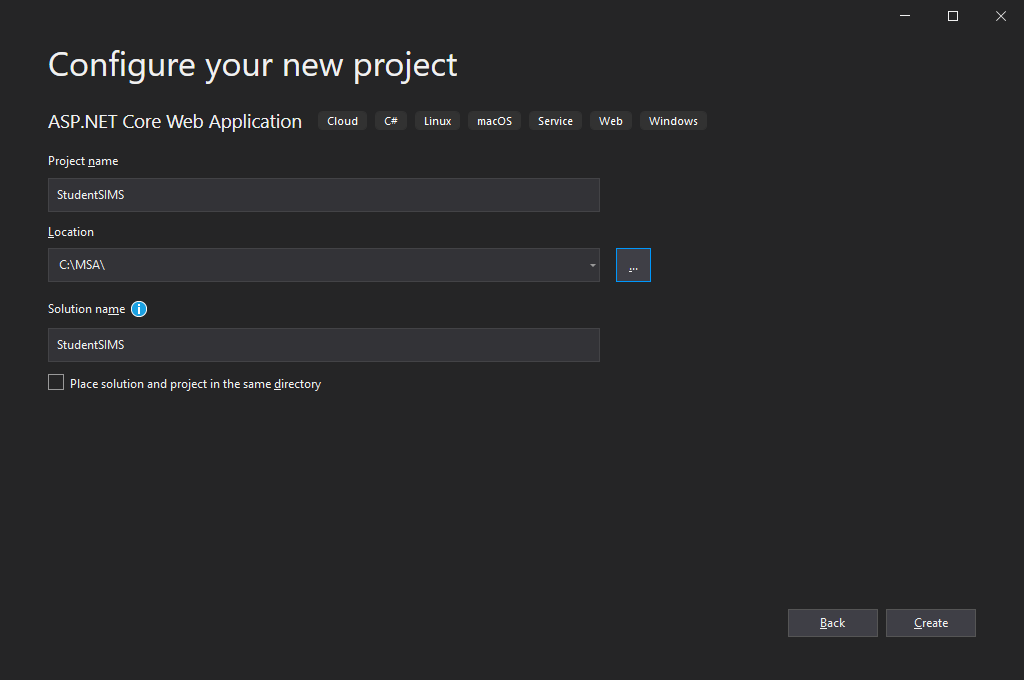 Configure your new project
ASP.NET Core Web Application Cloud C# Linux macOS Service Web Windows
Project name
StudentSIMS
Location
C:\MSA\
...
Solution name
StudentSIMS
Place solution and project in the same directory
Back Create